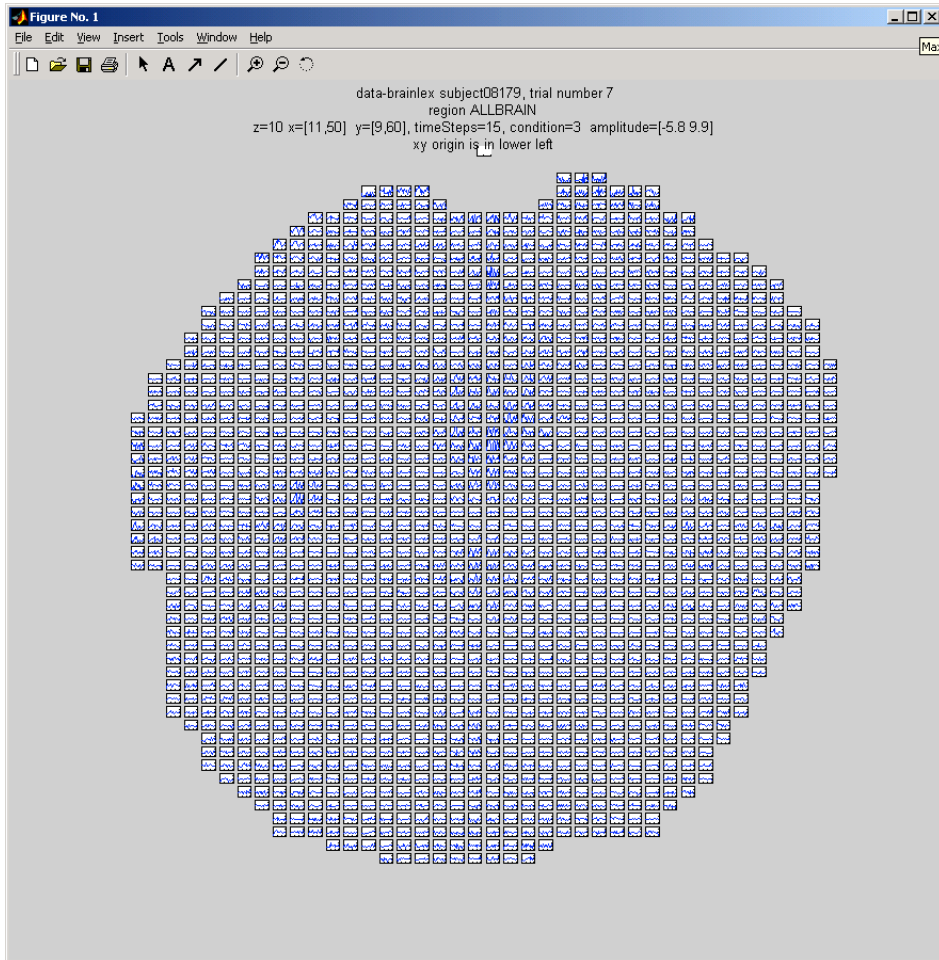 Figure No. 1
File Edit View Insert Tools Window Help
Max
A
data-brainlex subject08179, trial number 7
region ALLBRAIN
z=10 x=[11,50] y=[9,60], timeSteps=15, condition=3 amplitude=[-5.8 9.9]
xy origin is in lower left